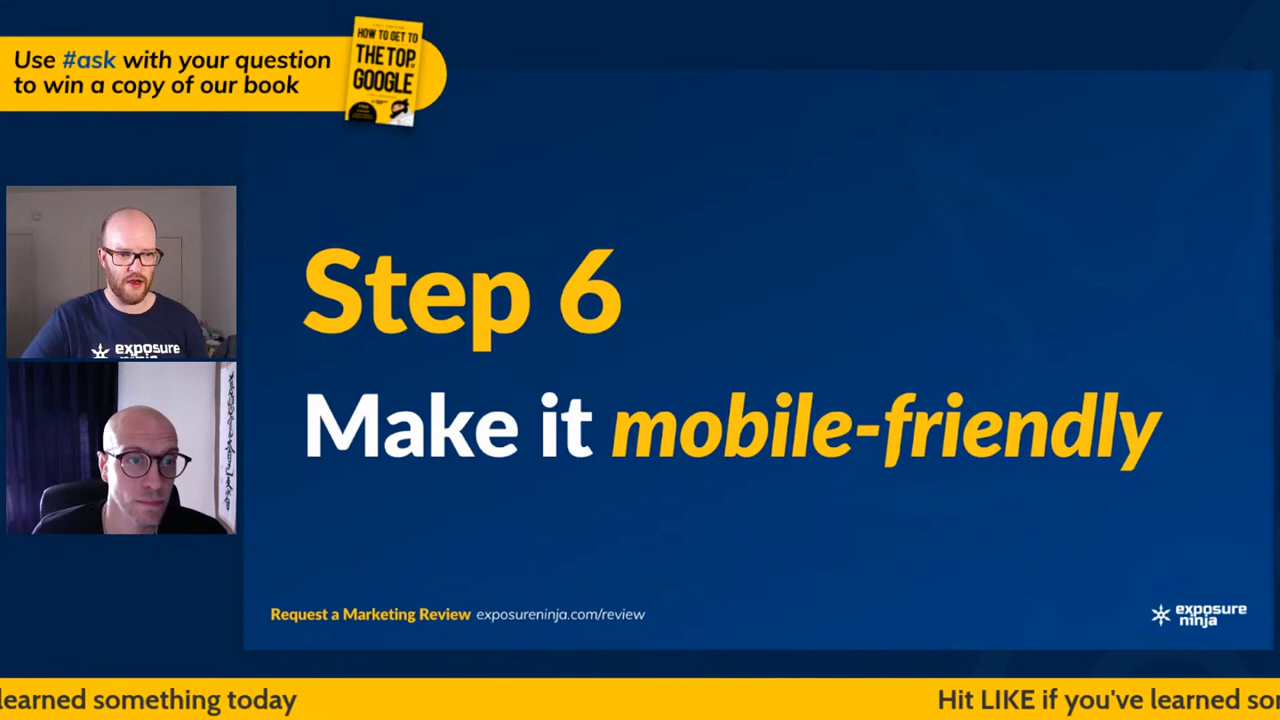 Use #ask with your question
to win a copy of our book
HOW TO GET TO
THE TOP
GOOGLE
exposure
ninja
Step 6
Make it mobile-friendly
Request a Marketing Review exposureninja.com/review
exposure
ninja
learned something today
Hit LIKE if you've learned so